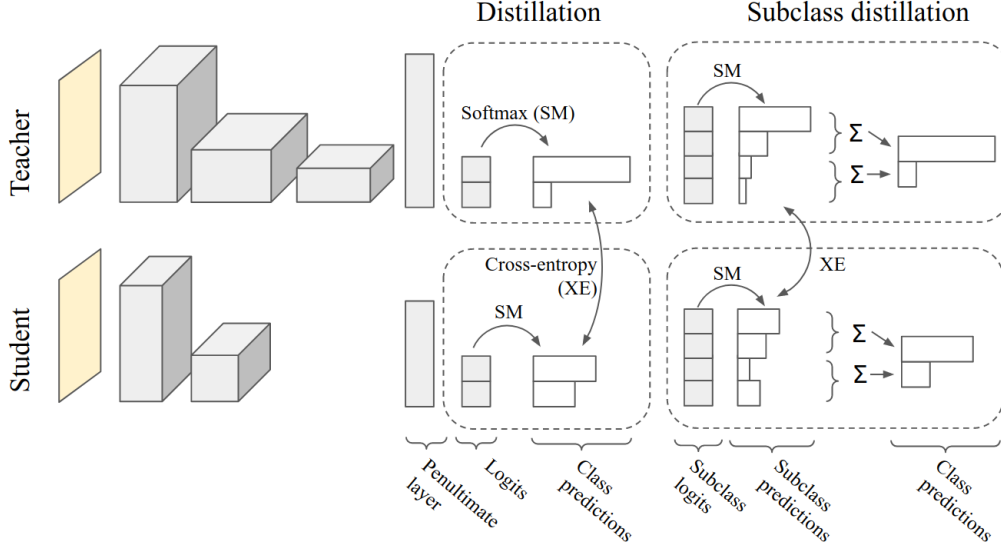 Distillation
Subclass distillation
Teacher
Softmax (SM)
SM
Σ
Σ
Cross-entropy
(XE)
XE
Student
SM
SM
Σ
Σ
Penultimate
layer
Logits
Class
predictions
Subclass
logits
Subclass
predictions
Class
predictions